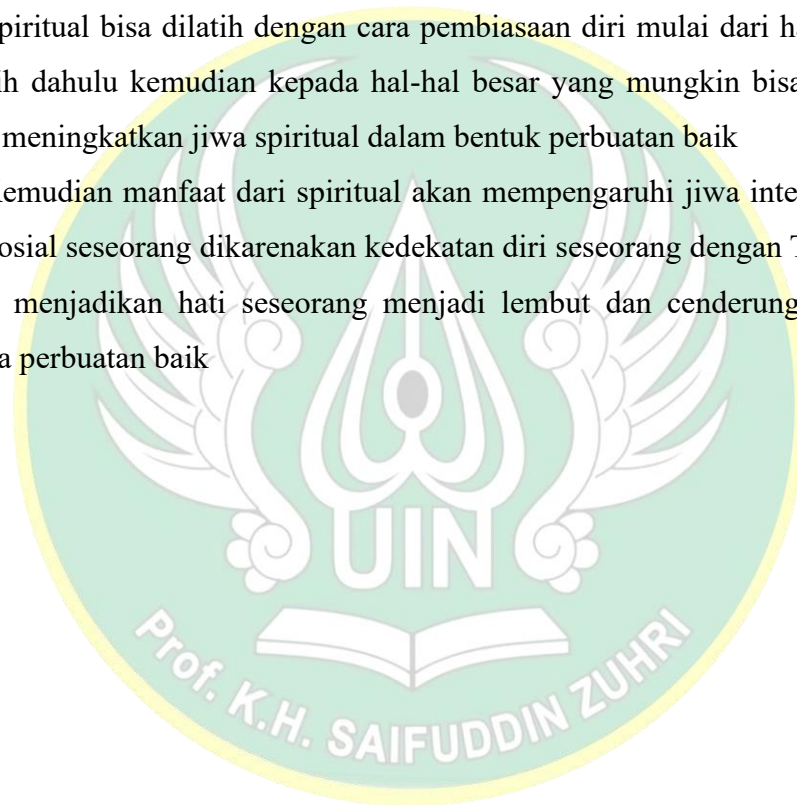 piritual bisa dilatih dengan cara pembiasaan diri mulai dari
ih dahulu kemudian kepada hal-hal besar yang mungkin bisa
meningkatkan jiwa spiritual dalam bentuk perbuatan baik
emudian manfaat dari spiritual akan mempengaruhi jiwa
osial seseorang dikarenakan kedekatan diri seseorang dengan
menjadikan hati seseorang menjadi lembut dan cenderung
a perbuatan baik
UIN
Prof. K.H. SAIFUDDIN ZUHRI